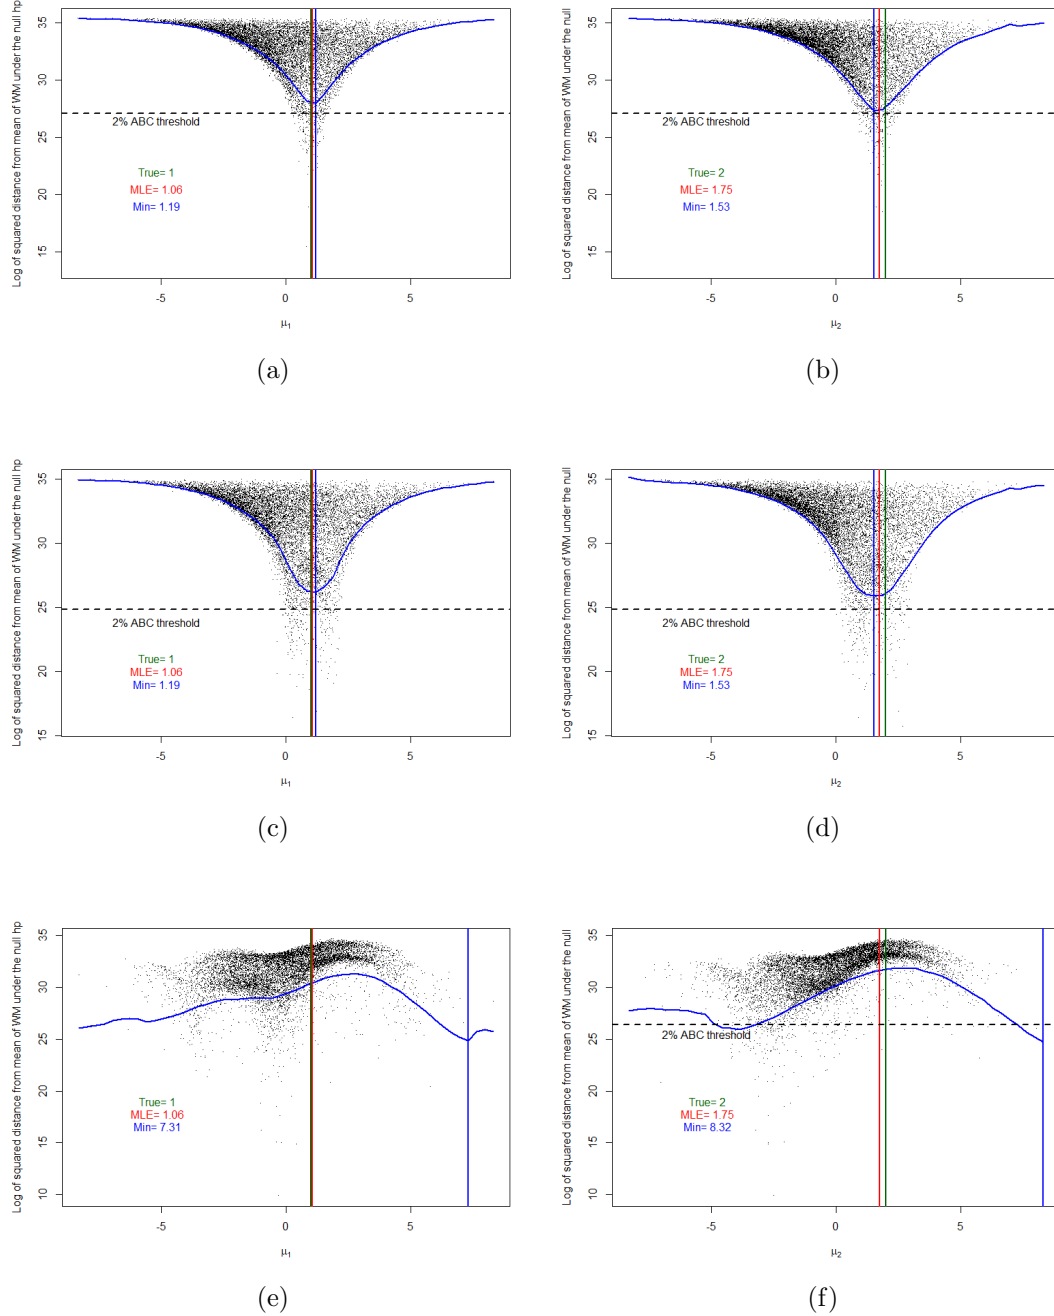 Log of squared distance from mean of WM under the null hp
35
30
25
20
15
2% ABC threshold
True= 1
MLE= 1.06
Min= 1.19
-5
0
5
μ1
(a)
Log of squared distance from mean of WM under the null
35
30
25
20
15
2% ABC threshold
True= 2
MLE= 1.75
Min= 1.53
-5
0
5
μ2
(b)
Log of squared distance from mean of WM under the null hp
35
30
25
20
15
2% ABC threshold
True= 1
MLE= 1.06
Min= 1.19
-5
0
5
μ1
(c)
Log of squared distance from mean of WM under the null
35
30
25
20
15
2% ABC threshold
True= 2
MLE= 1.75
Min= 1.53
-5
0
5
μ2
(d)
Log of squared distance from mean of WM under the null hp
35
30
25
20
15
10
True= 1
MLE= 1.06
Min= 7.31
-5
0
5
μ1
(e)
Log of squared distance from mean of WM under the null
35
30
25
20
15
10
2% ABC threshold
True= 2
MLE= 1.75
Min= 8.32
-5
0
5
μ2
(f)